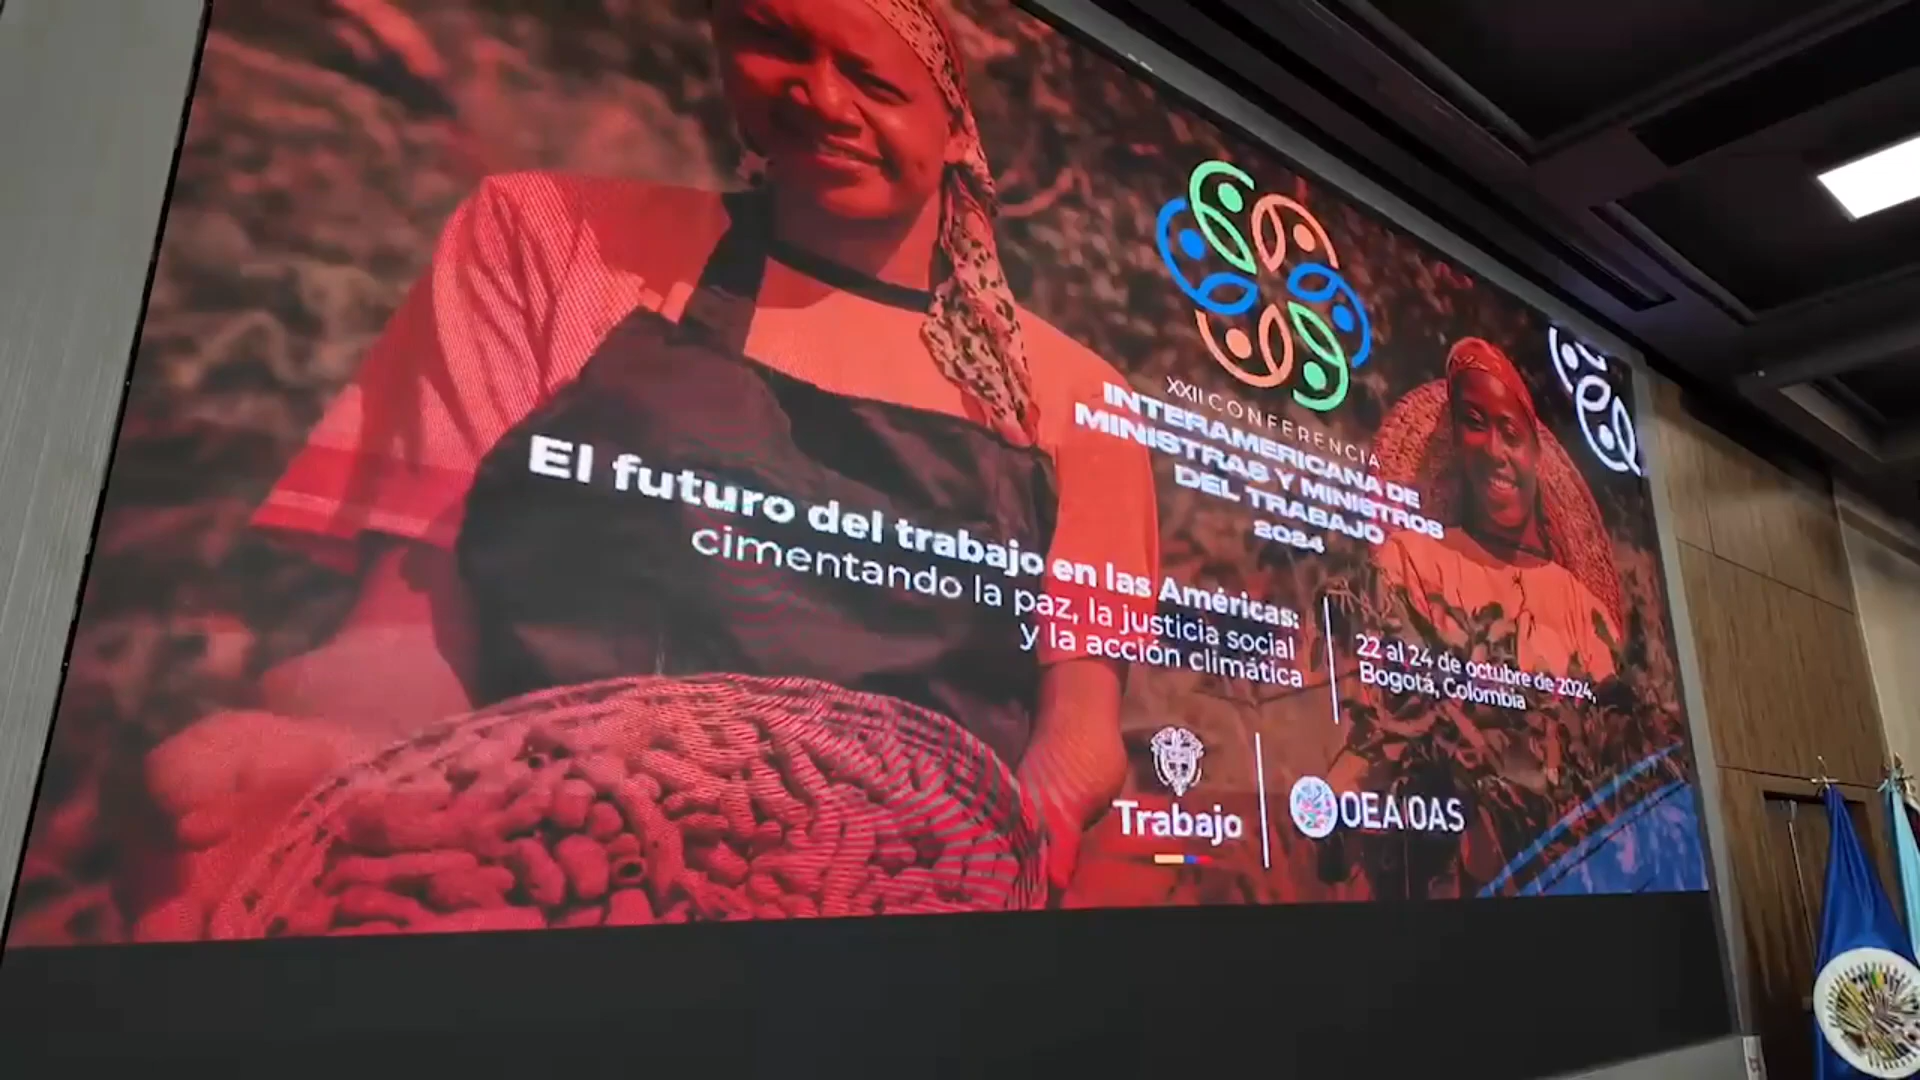 XXII CONFERENCIA
INTERAMERICANA DE
MINISTRAS Y MINISTROS
DEL TRABAJO
2024
El futuro del trabajo en las Américas:
cimentando la paz, la justicia social
y la acción climática
22 al 24 de octubre de 2024,
Bogotá, Colombia
Trabajo
OEA|OAS